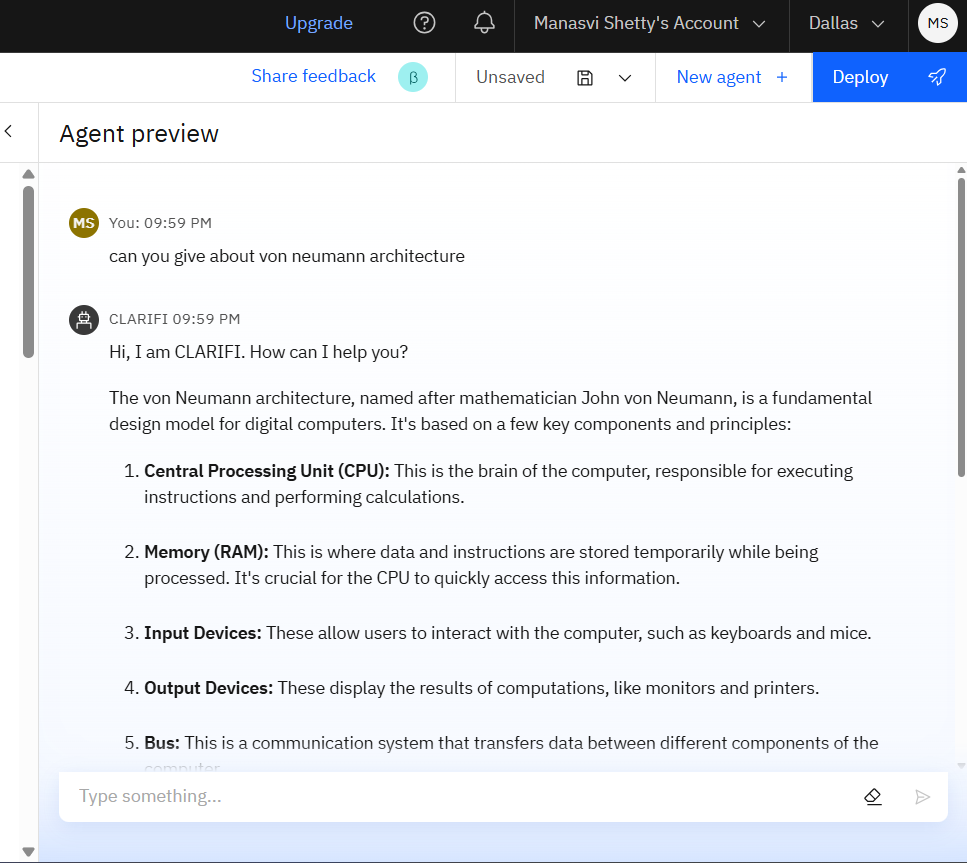 Upgrade
Manasvi Shetty's Account
Dallas
MS
Share feedback
β
Unsaved
New agent +
Deploy
Agent preview
MS
You: 09:59 PM
can you give about von neumann architecture
CLARIFI 09:59 PM
Hi, I am CLARIFI. How can I help you?
The von Neumann architecture, named after mathematician John von Neumann, is a fundamental
design model for digital computers. It's based on a few key components and principles:
1. Central Processing Unit (CPU): This is the brain of the computer, responsible for executing
instructions and performing calculations.
2. Memory (RAM): This is where data and instructions are stored temporarily while being
processed. It's crucial for the CPU to quickly access this information.
3. Input Devices: These allow users to interact with the computer, such as keyboards and mice.
4. Output Devices: These display the results of computations, like monitors and printers.
5. Bus: This is a communication system that transfers data between different components of the
computer.
Type something...